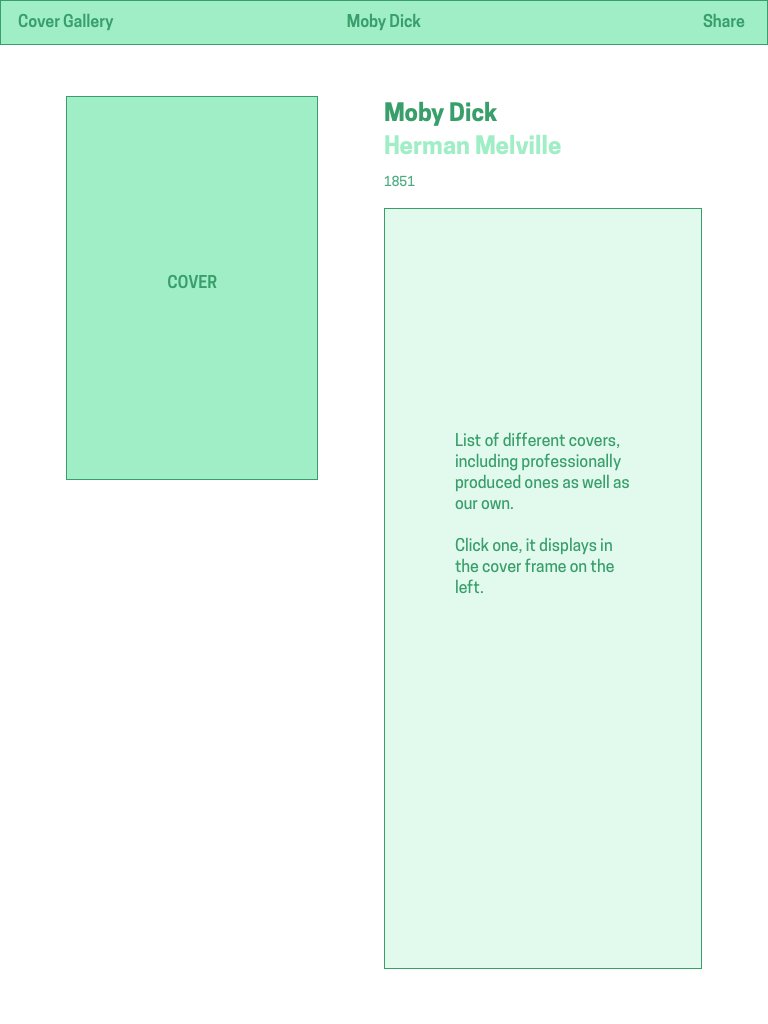 Cover Gallery
Moby Dick
Share
COVER
Moby Dick
Herman Melville
1851
List of different covers,
including professionally
produced ones as well as
our own.
Click one, it displays in
the cover frame on the
left.